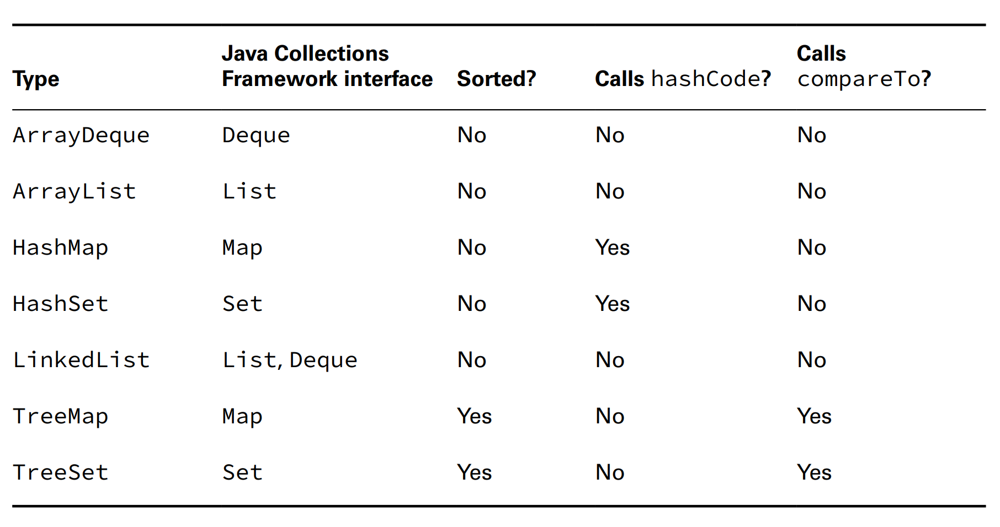 Type Java Collections Framework interface Sorted? Calls hashCode? Calls compareTo?
ArrayDeque Deque No No No
ArrayList List No No No
HashMap Map No Yes No
HashSet Set No Yes No
LinkedList List, Deque No No No
TreeMap Map Yes No Yes
TreeSet Set Yes No Yes